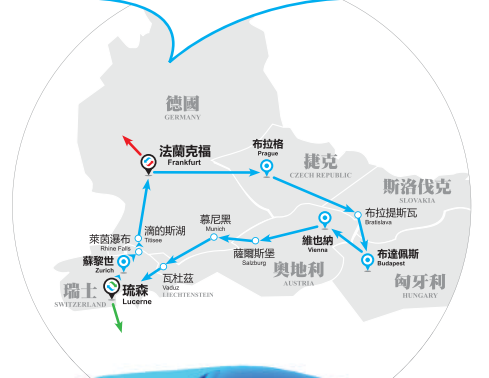 德國
GERMANY
法蘭克福
Frankfurt
布拉格
Prague
捷克
CZECH REPUBLIC
斯洛伐克
SLOVAKIA
布拉提斯瓦
Bratislava
慕尼黑
Munich
滴的斯湖
Titisee
萊茵瀑布
Rhine Falls
維也納
Vienna
薩爾斯堡
Salzburg
布達佩斯
Budapest
蘇黎世
Zurich
瓦杜茲
Vaduz
LIECHTENSTEIN
奧地利
AUSTRIA
匈牙利
HUNGARY
瑞士
SWITZERLAND
琉森
Lucerne